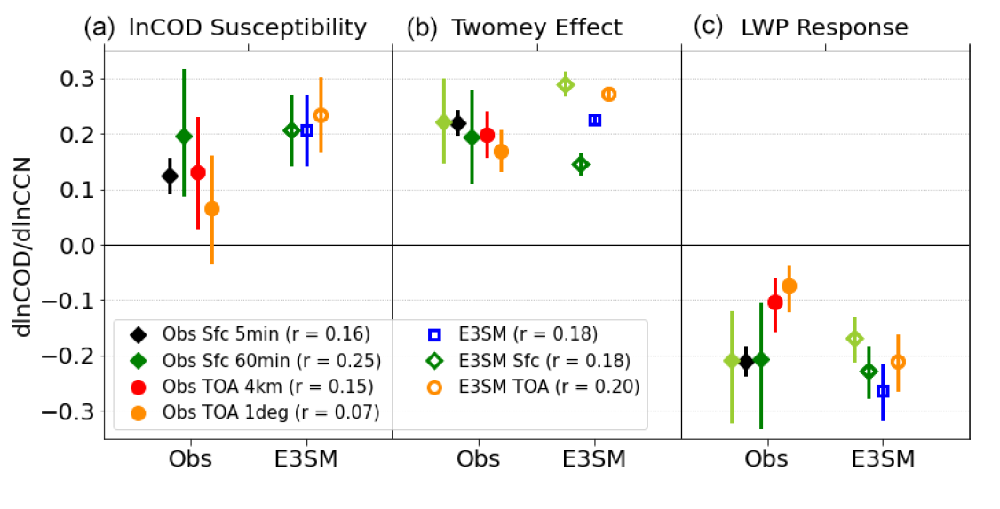 (a) lnCOD Susceptibility (b) Twomey Effect (c) LWP Response
dlnCOD/dlnCCN
0.3
0.2
0.1
0.0
−0.1
−0.2
−0.3
Obs Sfc 5min (r = 0.16)
Obs Sfc 60min (r = 0.25)
Obs TOA 4km (r = 0.15)
Obs TOA 1deg (r = 0.07)
E3SM (r = 0.18)
E3SM Sfc (r = 0.18)
E3SM TOA (r = 0.20)
Obs E3SM Obs E3SM Obs E3SM